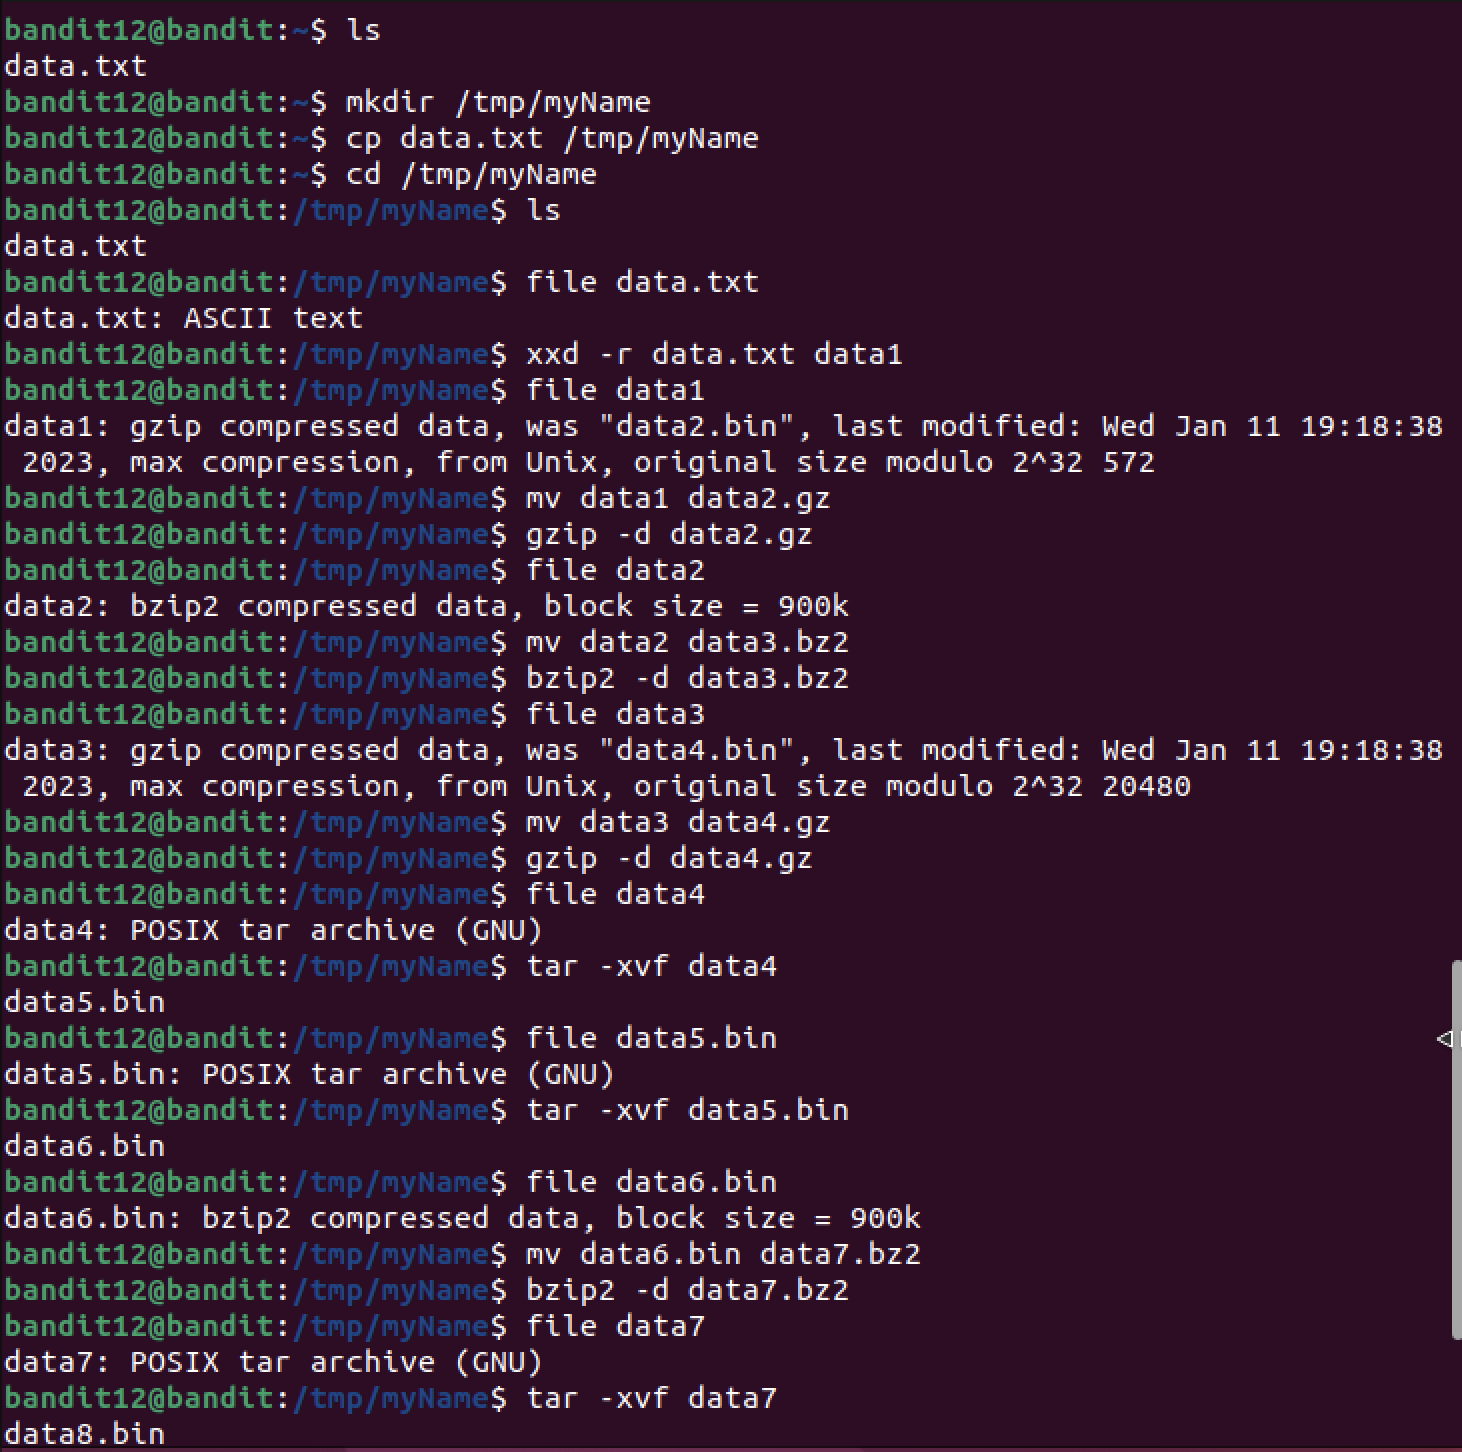 bandit12@bandit:~$ ls
data.txt
bandit12@bandit:~$ mkdir /tmp/myName
bandit12@bandit:~$ cp data.txt /tmp/myName
bandit12@bandit:~$ cd /tmp/myName
bandit12@bandit:/tmp/myName$ ls
data.txt
bandit12@bandit:/tmp/myName$ file data.txt
data.txt: ASCII text
bandit12@bandit:/tmp/myName$ xxd -r data.txt data1
bandit12@bandit:/tmp/myName$ file data1
data1: gzip compressed data, was "data2.bin", last modified: Wed Jan 11 19:18:38
 2023, max compression, from Unix, original size modulo 2^32 572
bandit12@bandit:/tmp/myName$ mv data1 data2.gz
bandit12@bandit:/tmp/myName$ gzip -d data2.gz
bandit12@bandit:/tmp/myName$ file data2
data2: bzip2 compressed data, block size = 900k
bandit12@bandit:/tmp/myName$ mv data2 data3.bz2
bandit12@bandit:/tmp/myName$ bzip2 -d data3.bz2
bandit12@bandit:/tmp/myName$ file data3
data3: gzip compressed data, was "data4.bin", last modified: Wed Jan 11 19:18:38
 2023, max compression, from Unix, original size modulo 2^32 20480
bandit12@bandit:/tmp/myName$ mv data3 data4.gz
bandit12@bandit:/tmp/myName$ gzip -d data4.gz
bandit12@bandit:/tmp/myName$ file data4
data4: POSIX tar archive (GNU)
bandit12@bandit:/tmp/myName$ tar -xvf data4
data5.bin
bandit12@bandit:/tmp/myName$ file data5.bin
data5.bin: POSIX tar archive (GNU)
bandit12@bandit:/tmp/myName$ tar -xvf data5.bin
data6.bin
bandit12@bandit:/tmp/myName$ file data6.bin
data6.bin: bzip2 compressed data, block size = 900k
bandit12@bandit:/tmp/myName$ mv data6.bin data7.bz2
bandit12@bandit:/tmp/myName$ bzip2 -d data7.bz2
bandit12@bandit:/tmp/myName$ file data7
data7: POSIX tar archive (GNU)
bandit12@bandit:/tmp/myName$ tar -xvf data7
data8.bin